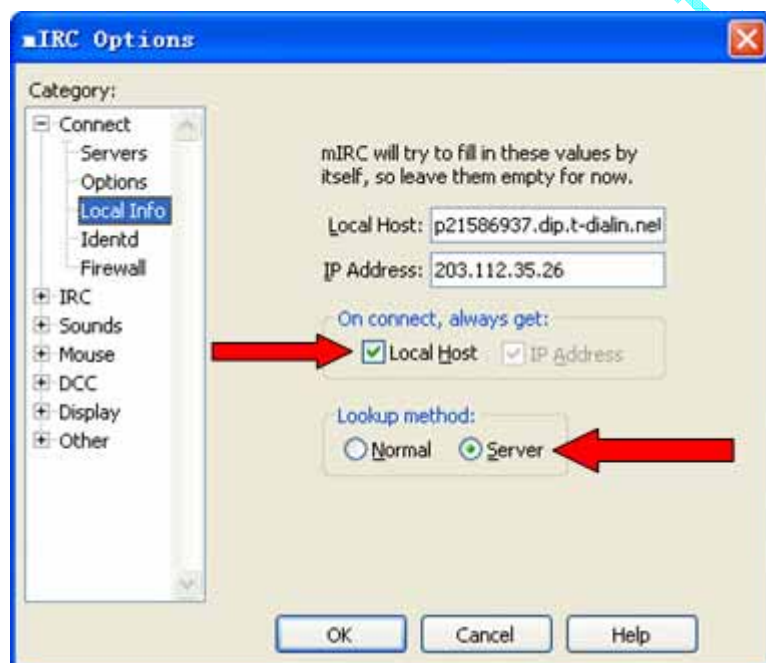 mIRC Options
Category:
Connect
Servers
Options
Local Info
Identd
Firewall
IRC
Sounds
Mouse
DCC
Display
Other
mIRC will try to fill in these values by
itself, so leave them empty for now.
Local Host: p21586937.dip.t-dialin.net
IP Address: 203.112.35.26
On connect, always get:
Local Host IP Address
Lookup method:
Normal Server
OK Cancel Help